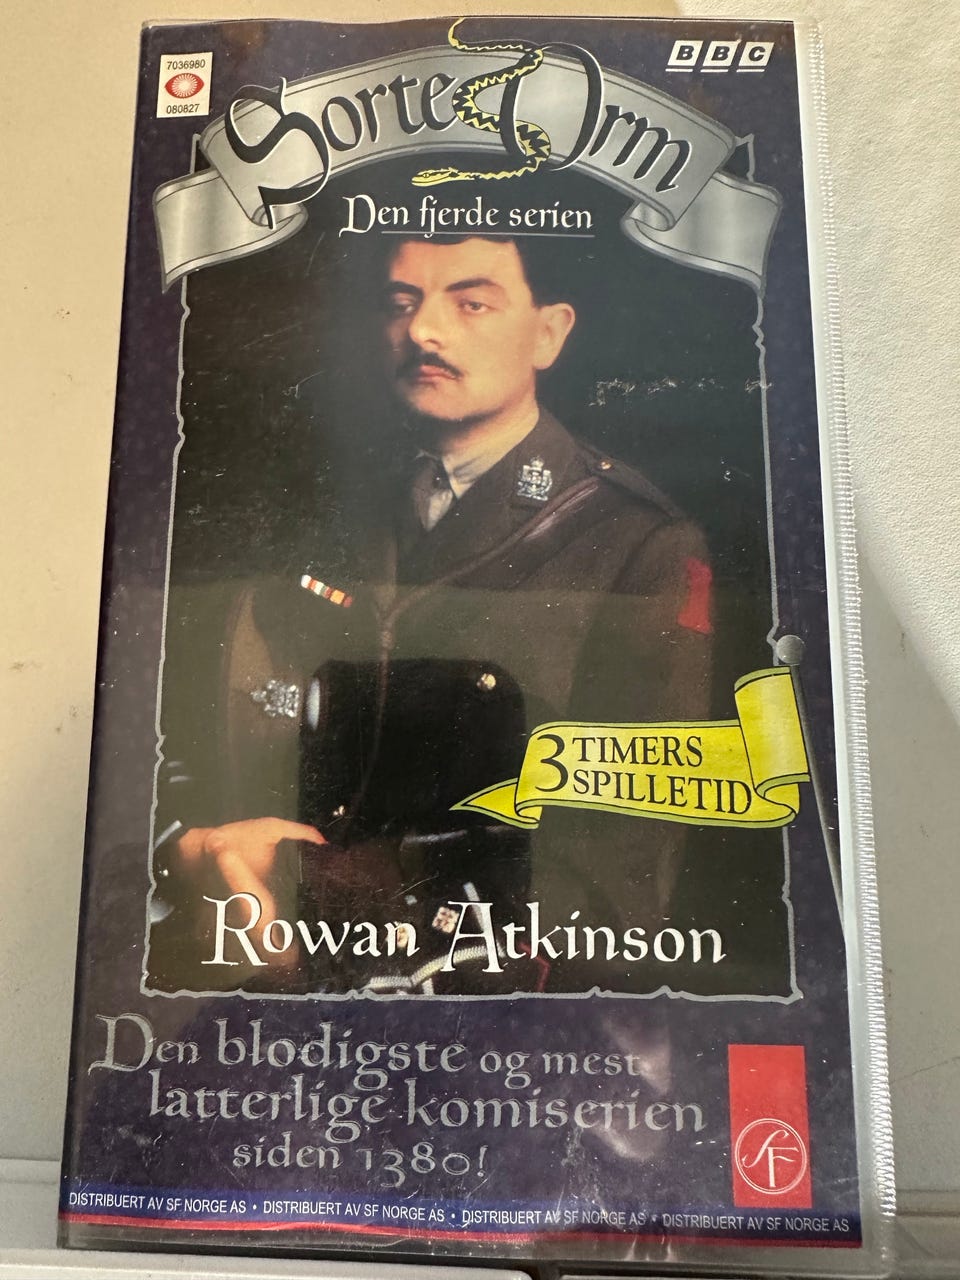 7036980
080827
BBC
Sorte Orm
Den fjerde serien
3 TIMERS
SPILLETID
Rowan Atkinson
Den blodigste og mest
latterlige komiserien
siden 1380!
SF
DISTRIBUERT AV SF NORGE AS • DISTRIBUERT AV SF NORGE AS • DISTRIBUERT AV SF NORGE AS • DISTRIBUERT AV SF NORGE AS